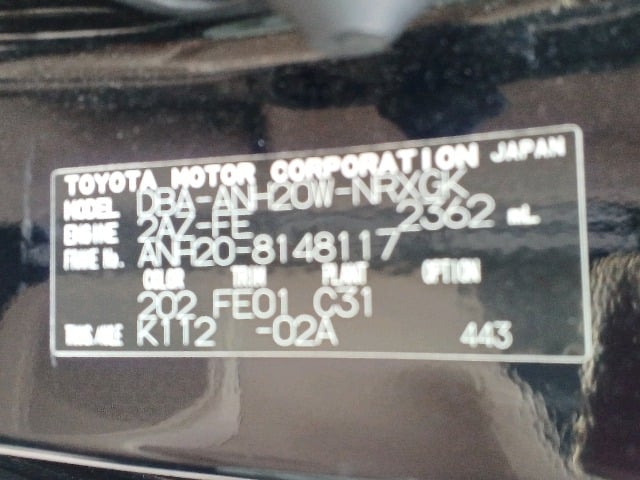 TOYOTA MOTOR CORPORATION JAPAN
MODEL DBA-ANH20W-NRXGK
ENGINE 2AZ-FE 2362 mL
FRAME No. ANH20-8148117
COLOR TRIM PLANT OPTION
202 FE01 C31
TRANS/AXLE K112 -02A 443